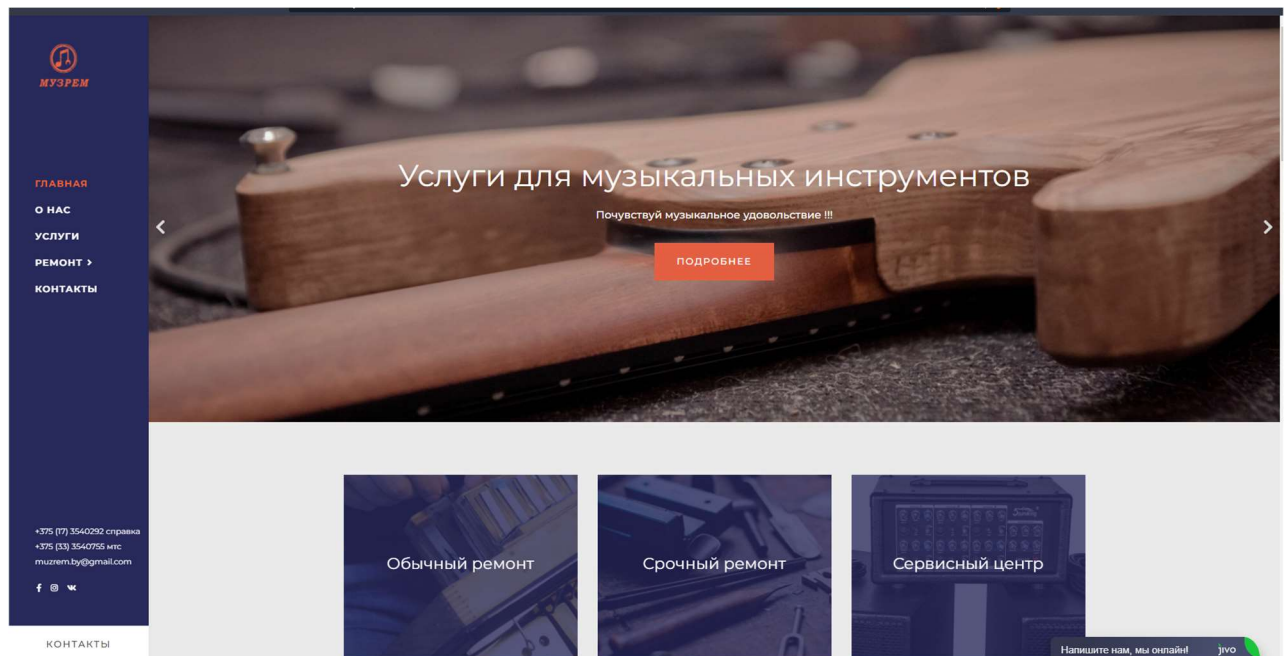 МУЗРЕМ
ГЛАВНАЯ
О НАС
УСЛУГИ
РЕМОНТ >
КОНТАКТЫ
+375 (17) 3540292 справка
+375 (33) 3540755 мтс
muzrem.by@gmail.com
КОНТАКТЫ
Услуги для музыкальных инструментов
Почувствуй музыкальное удовольствие !!!
ПОДРОБНЕЕ
Обычный ремонт
Срочный ремонт
Сервисный центр
Напишите нам, мы онлайн! jivo